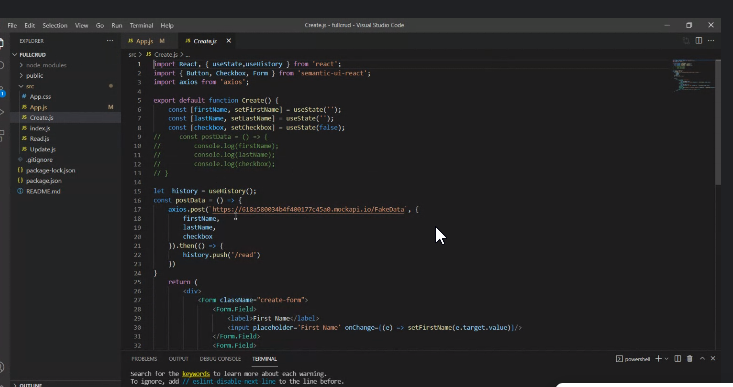 File Edit Selection View Go Run Terminal Help
Create.js - fullcrud - Visual Studio Code
EXPLORER
FULLCRUD
node_modules
public
src
App.css
App.js M
Create.js
index.js
Read.js
Update.js
.gitignore
package-lock.json
package.json
README.md
OUTLINE
App.js M
Create.js
src > Create.js > ...
1 import React, { useState,useHistory } from 'react';
2 import { Button, Checkbox, Form } from 'semantic-ui-react';
3 import axios from 'axios';
4
5 export default function Create() {
6 const [firstName, setFirstName] = useState('');
7 const [lastName, setLastName] = useState('');
8 const [checkbox, setCheckbox] = useState(false);
9 // const postData = () => {
10 // console.log(firstName);
11 // console.log(lastName);
12 // console.log(checkbox);
13 // }
14
15 let history = useHistory();
16 const postData = () => {
17 axios.post(`https://618a580034b4f400177c45a0.mockapi.io/FakeData`, {
18 firstName,
19 lastName,
20 checkbox
21 }).then(() => {
22 history.push('/read')
23 })
24 }
25 return (
26 <div>
27 <Form className="create-form">
28 <Form.Field>
29 <label>First Name</label>
30 <input placeholder='First Name' onChange={(e) => setFirstName(e.target.value)}/>
31 </Form.Field>
32 <Form.Field>
PROBLEMS OUTPUT DEBUG CONSOLE TERMINAL
powershell
Search for the keywords to learn more about each warning.
To ignore, add // eslint-disable-next-line to the line before.